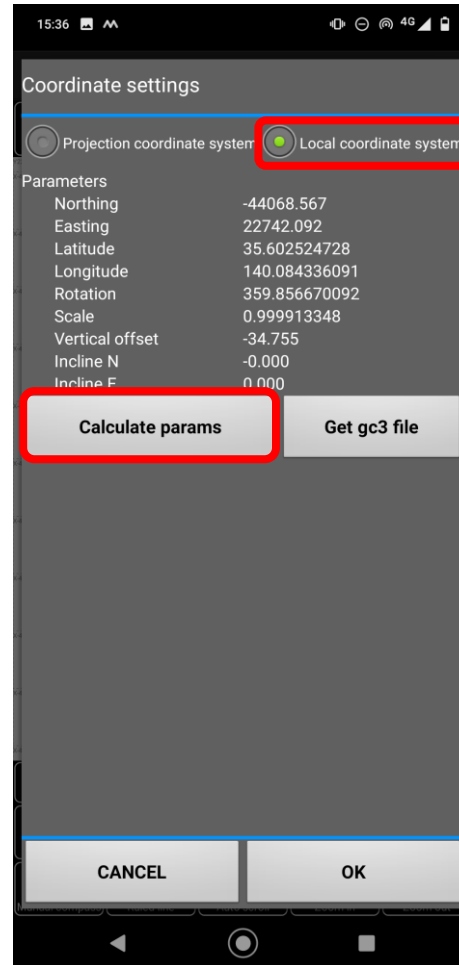 15:36 4G
Coordinate settings
Projection coordinate system Local coordinate system
Parameters
Northing -44068.567
Easting 22742.092
Latitude 35.602524728
Longitude 140.084336091
Rotation 359.856670092
Scale 0.999913348
Vertical offset -34.755
Incline N -0.000
Incline E 0.000
Calculate params Get gc3 file
CANCEL OK